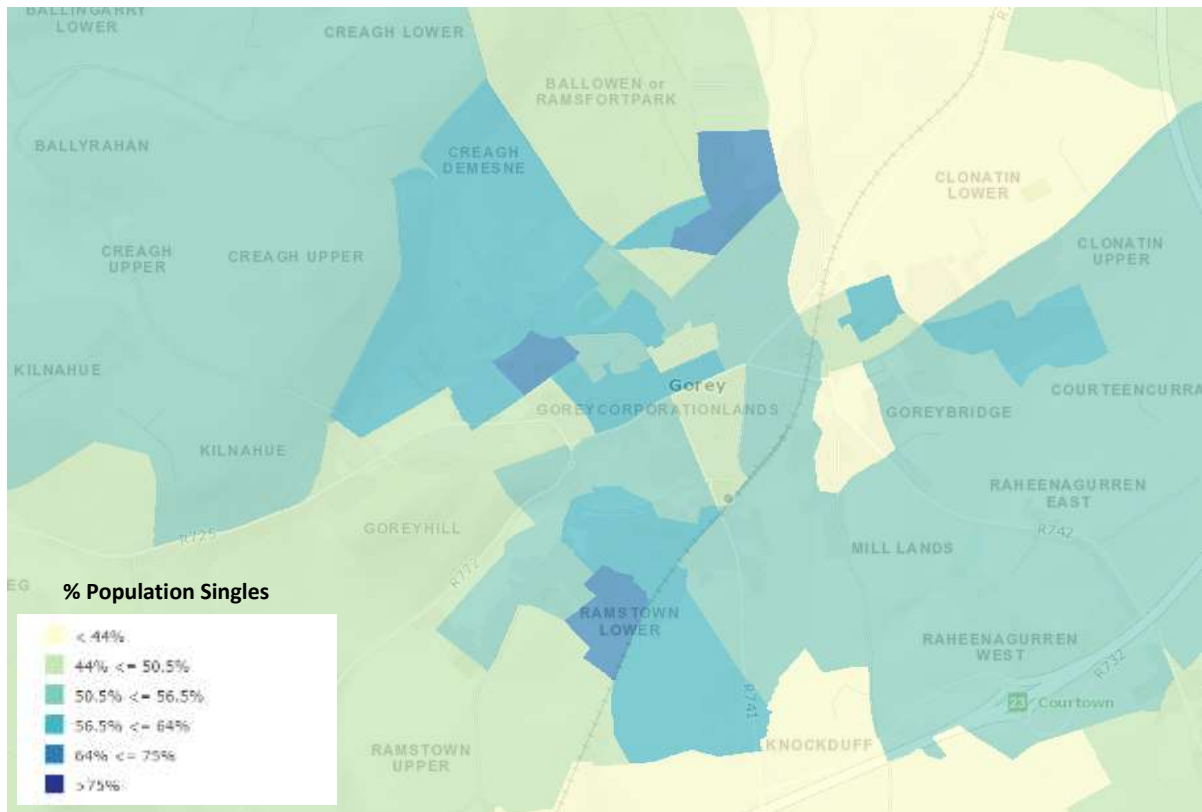 BALLINGARRY
LOWER
CREAGH LOWER
BALLOWEN or
RAMSFORTPARK
BALLYRAHAN
CREAGH
DEMESNE
CLONATIN
LOWER
CREAGH
UPPER
CREAGH UPPER
CLONATIN
UPPER
KILNAHUE
Gorey
GOREYCORPORATIONLANDS
GOREYBRIDGE
COURTEENCURRA
KILNAHUE
RAHEENAGURREN
EAST
GOREYHILL
R725
R742
MILL LANDS
EG
R772
% Population Singles
RAMSTOWN
LOWER
RAHEENAGURREN
WEST
R732
< 44%
44% <= 50.5%
50.5% <= 56.5%
56.5% <= 64%
64% <= 75%
>75%
R741
23 Courtown
KNOCKDUFF
RAMSTOWN
UPPER